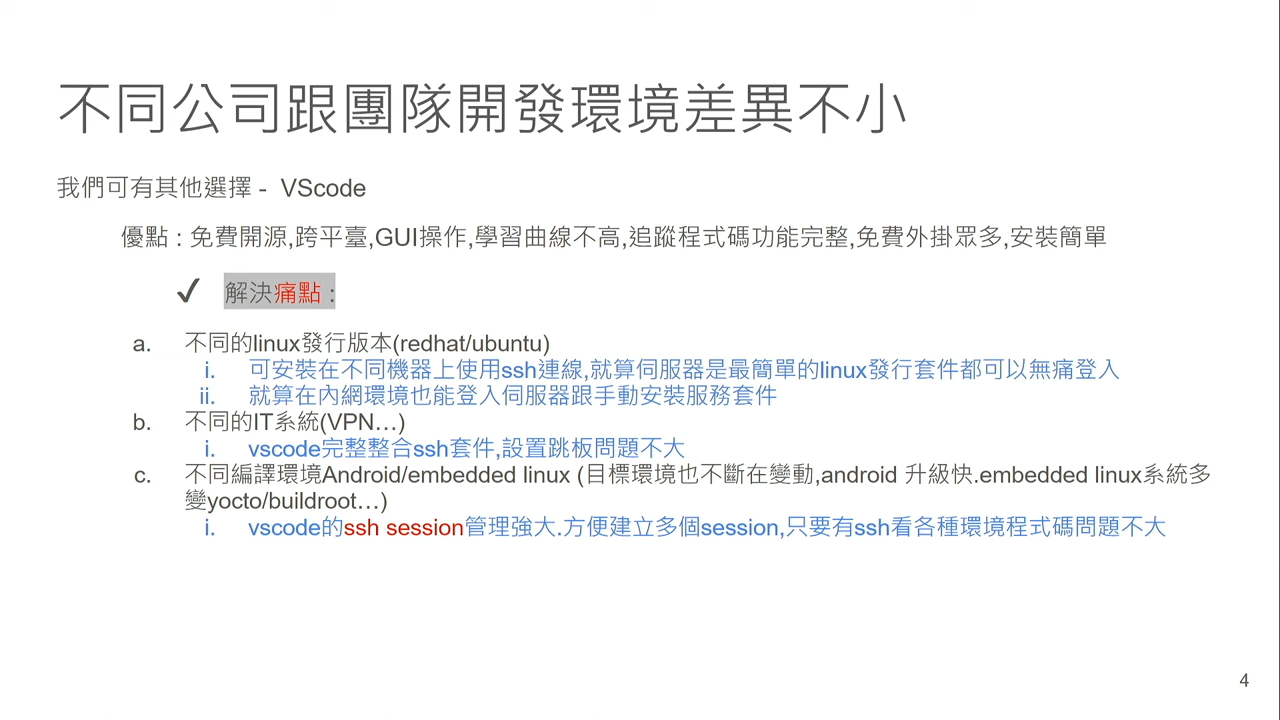 不同公司跟團隊開發環境差異不小
我們可有其他選擇 - VScode
優點 : 免費開源,跨平臺,GUI操作,學習曲線不高,追蹤程式碼功能完整,免費外掛眾多,安裝簡單
✓ 解決痛點 :
a. 不同的linux發行版本(redhat/ubuntu)
i. 可安裝在不同機器上使用ssh連線,就算伺服器是最簡單的linux發行套件都可以無痛登入
ii. 就算在內網環境也能登入伺服器跟手動安裝服務套件
b. 不同的IT系統(VPN…)
i. vscode完整整合ssh套件,設置跳板問題不大
c. 不同編譯環境Android/embedded linux (目標環境也不斷在變動,android 升級快.embedded linux系統多
變yocto/buildroot…)
i. vscode的ssh session管理強大.方便建立多個session,只要有ssh看各種環境程式碼問題不大
4